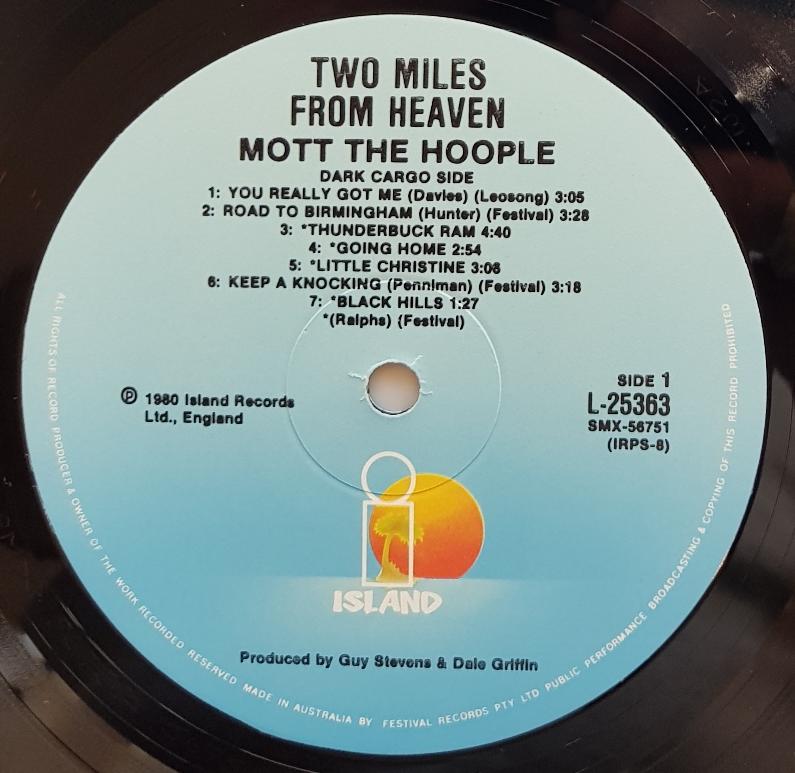 TWO MILES
FROM HEAVEN
MOTT THE HOOPLE
DARK CARGO SIDE
1: YOU REALLY GOT ME (Davies) (Leosong) 3:05
2: ROAD TO BIRMINGHAM (Hunter) (Festival) 3:28
3: *THUNDERBUCK RAM 4:40
4: *GOING HOME 2:54
5: *LITTLE CHRISTINE 3:06
6: KEEP A KNOCKING (Penniman) (Festival) 3:18
7: *BLACK HILLS 1:27
*(Ralphs) (Festival)
℗ 1980 Island Records
Ltd., England
SIDE 1
L-25363
SMX-56751
(IRPS-8)
i
ISLAND
Produced by Guy Stevens & Dale Griffin
ALL RIGHTS OF RECORD PRODUCER & OWNER OF THE WORK RECORDED RESERVED MADE IN AUSTRALIA BY FESTIVAL RECORDS PTY LTD PUBLIC PERFORMANCE BROADCASTING & COPYING OF THIS RECORD PROHIBITED